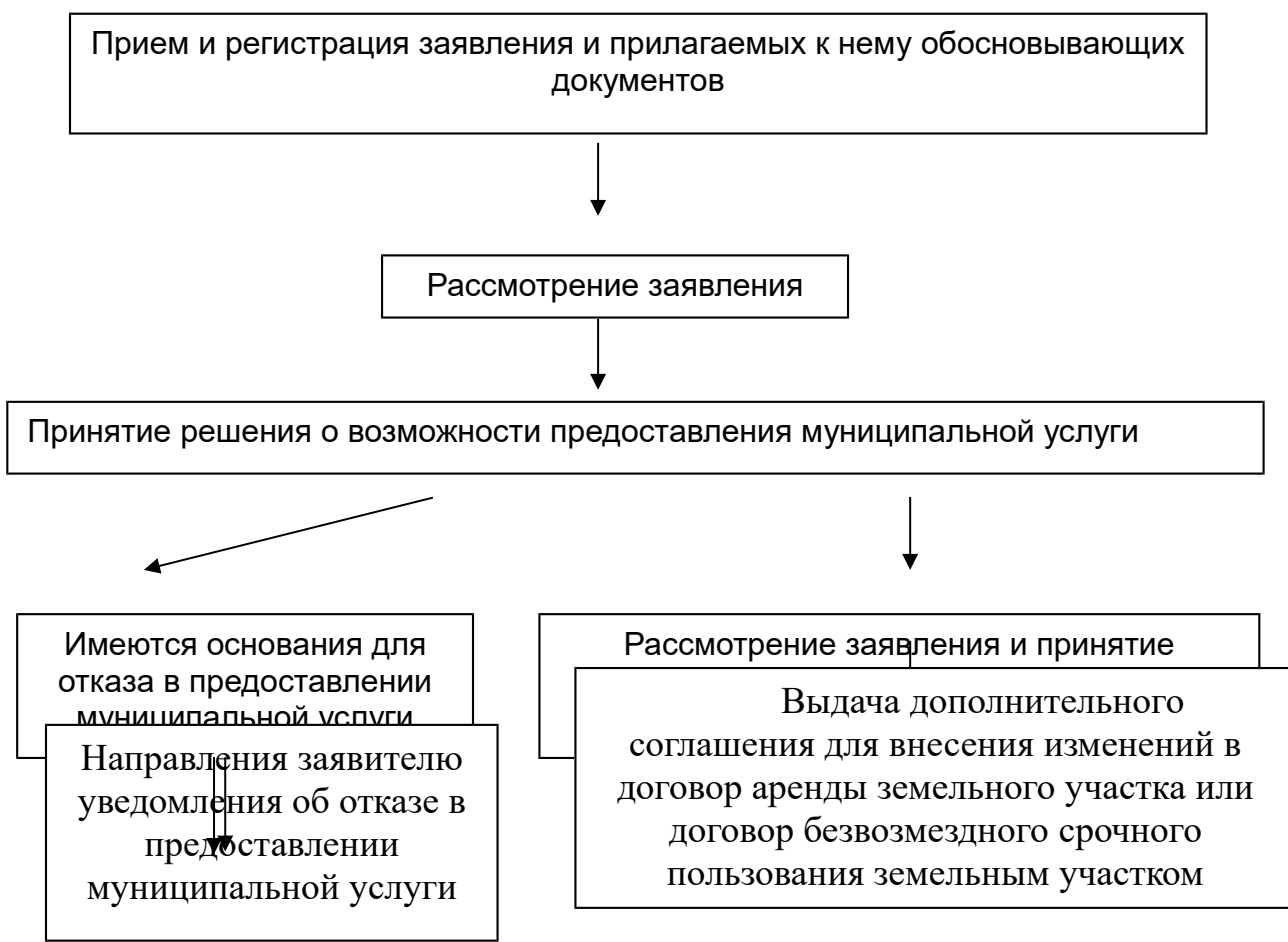 Прием и регистрация заявления и прилагаемых к нему обосновывающих
документов
Рассмотрение заявления
Принятие решения о возможности предоставления муниципальной услуги
Имеются основания для
отказа в предоставлении
муниципальной услуги
Направления заявителю
уведомления об отказе в
предоставлении
муниципальной услуги
Рассмотрение заявления и принятие
Выдача дополнительного
соглашения для внесения изменений в
договор аренды земельного участка или
договор безвозмездного срочного
пользования земельным участком